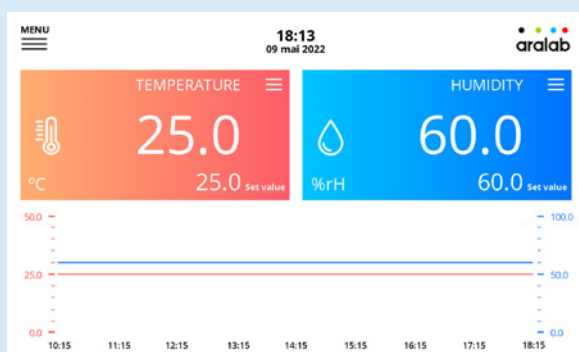 MENU
18:13
09 mai 2022
aralab
TEMPERATURE
25.0
°C
25.0 Set value
HUMIDITY
60.0
%rH
60.0 Set value
50.0
25.0
0.0
100.0
50.0
0.0
10:15 11:15 12:15 13:15 14:15 15:15 16:15 17:15 18:15